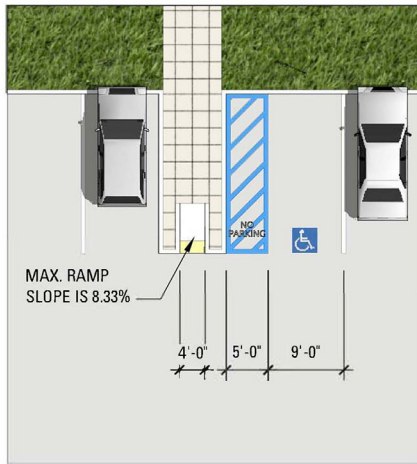 NO
PARKING
MAX. RAMP
SLOPE IS 8.33%
4'-0" 5'-0" 9'-0"